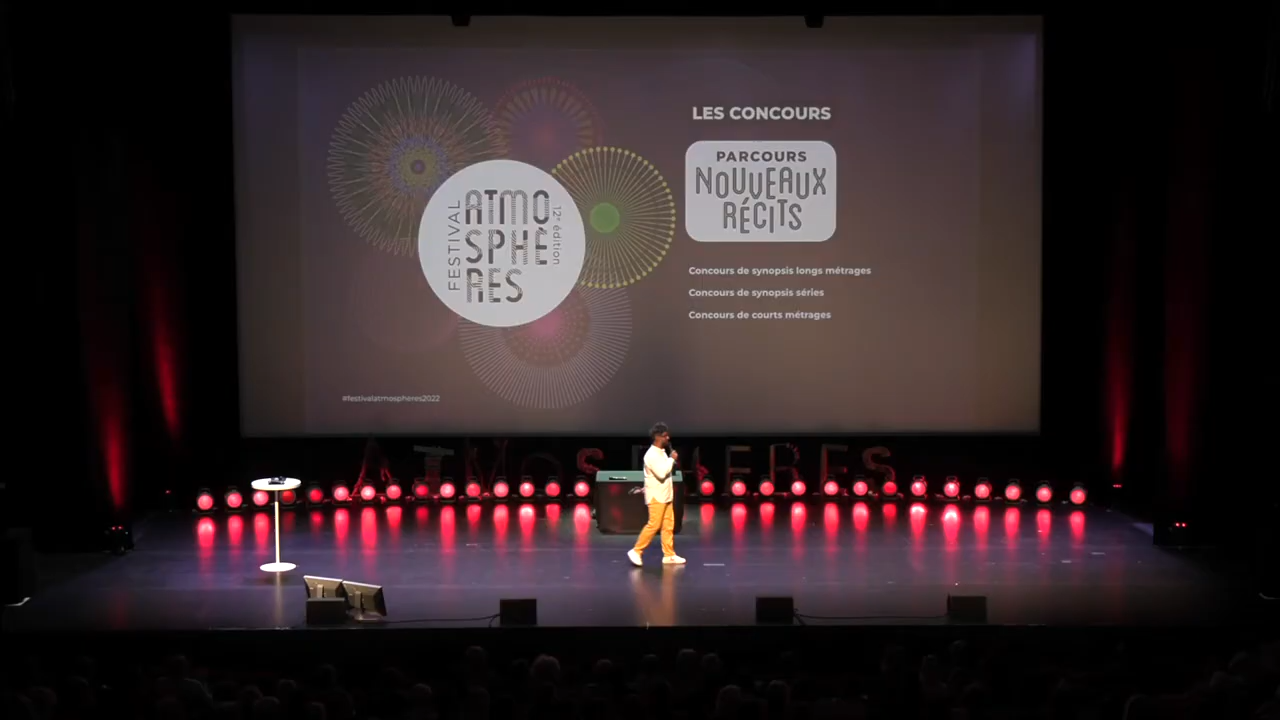 LES CONCOURS
PARCOURS
NOUVEAUX
RÉCITS
FESTIVAL
ATMO
SPHÈ
RES
12e édition
Concours de synopsis longs métrages
Concours de synopsis séries
Concours de courts métrages
#festivalatmospheres2022
ATMOSPHERES